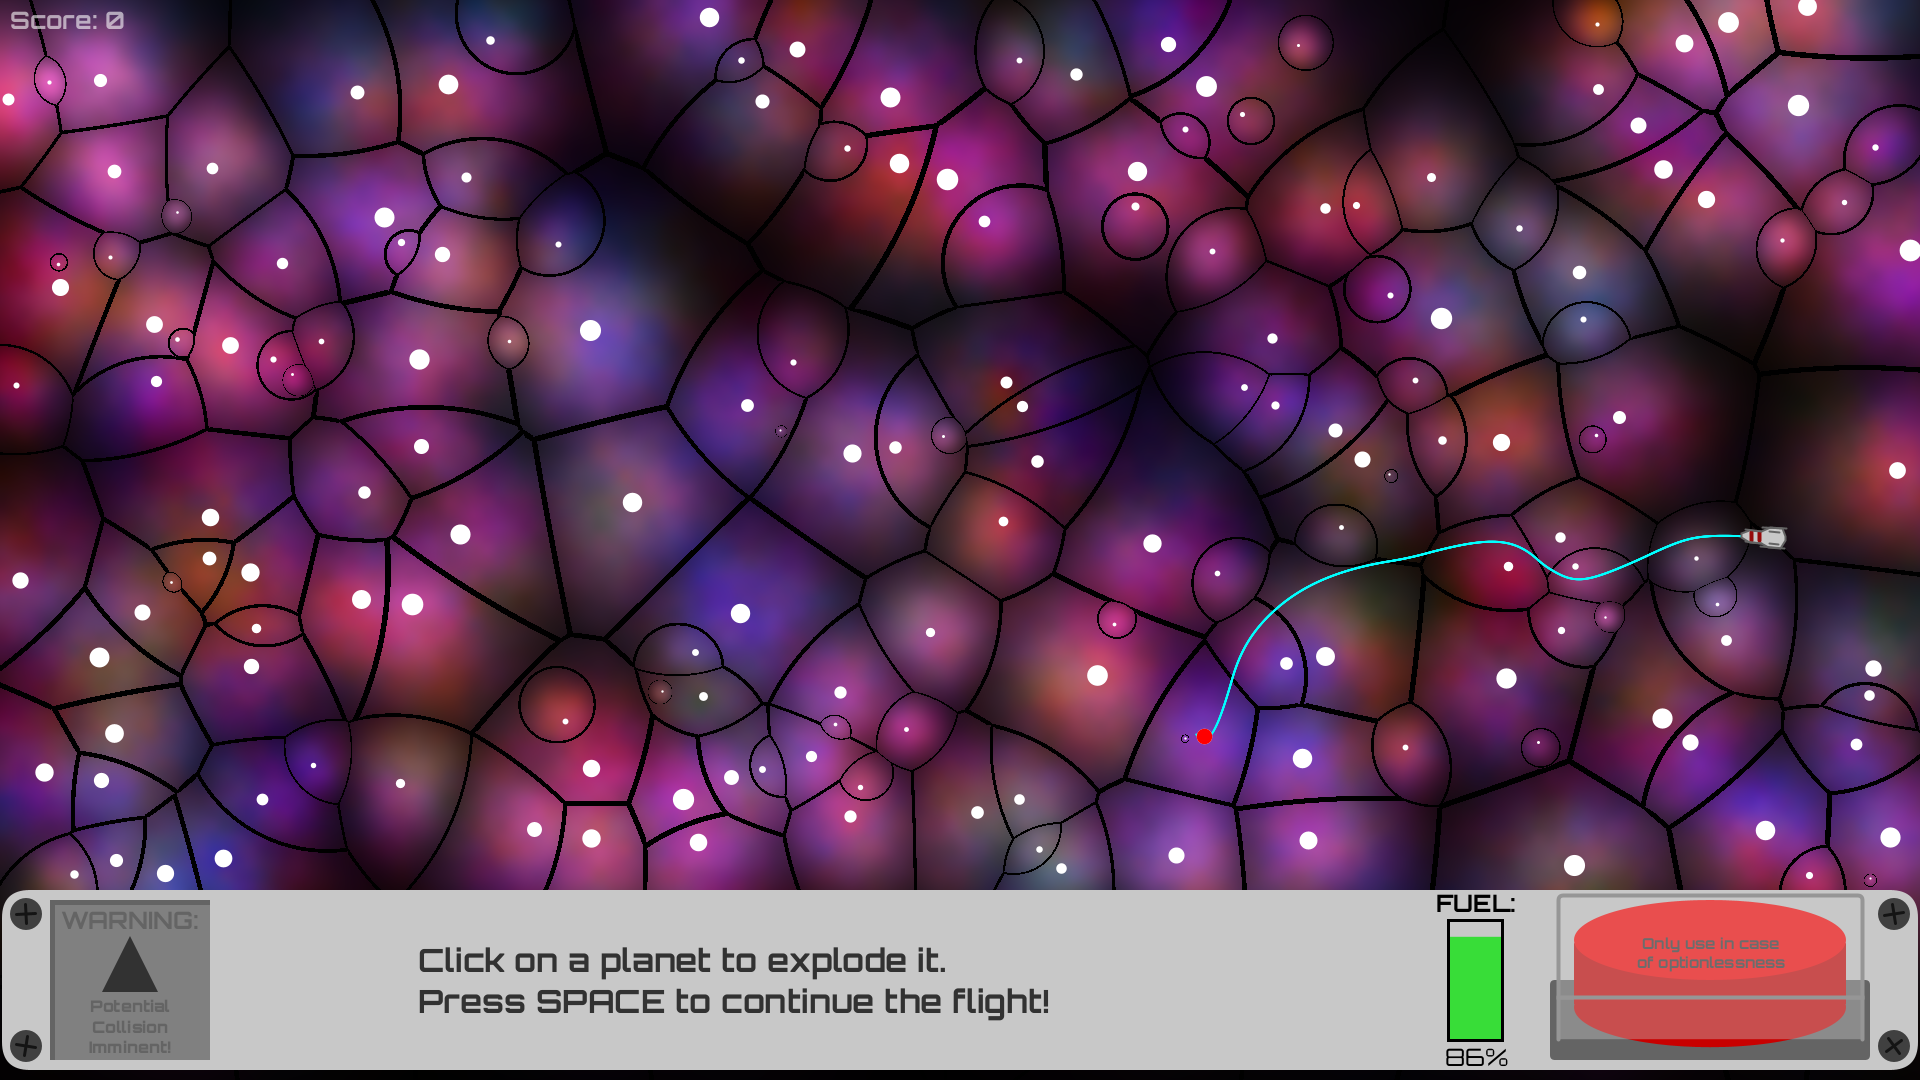 Score: 0
WARNING:
Potential
Collision
Imminent!
Click on a planet to explode it.
Press SPACE to continue the flight!
FUEL:
86%
Only use in case
of optionlessness